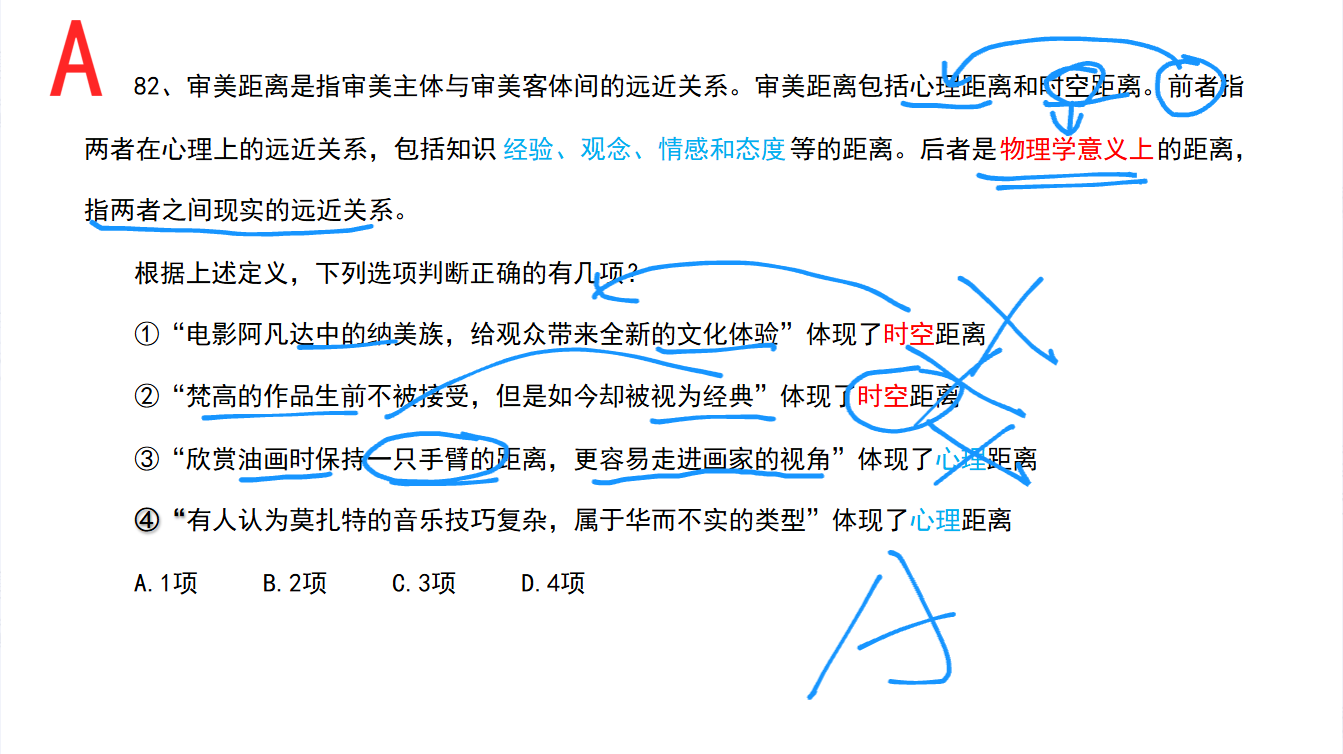 A
82、审美距离是指审美主体与审美客体间的远近关系。审美距离包括心理距离和时空距离。前者指
两者在心理上的远近关系，包括知识经验、观念、情感和态度等的距离。后者是物理学意义上的距离，
指两者之间现实的远近关系。
根据上述定义，下列选项判断正确的有几项?
①“电影阿凡达中的纳美族，给观众带来全新的文化体验”体现了时空距离
②“梵高的作品生前不被接受，但是如今却被视为经典”体现了时空距离
③“欣赏油画时保持一只手臂的距离，更容易走进画家的视角”体现了心理距离
④“有人认为莫扎特的音乐技巧复杂，属于华而不实的类型”体现了心理距离
A.1项 B.2项 C.3项 D.4项
A